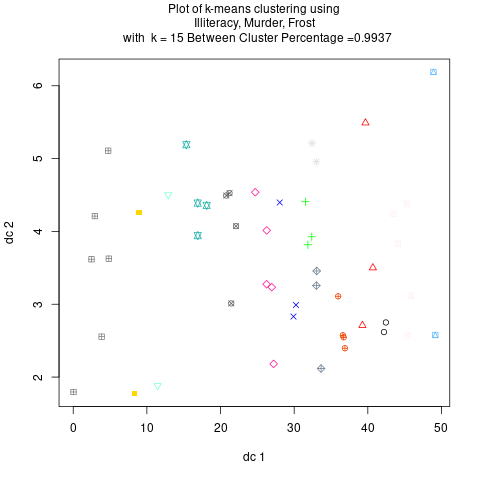 Plot of k-means clustering using
Illiteracy, Murder, Frost
with  k = 15 Between Cluster Percentage =0.9937
dc 2
6
5
4
3
2
0 10 20 30 40 50
dc 1